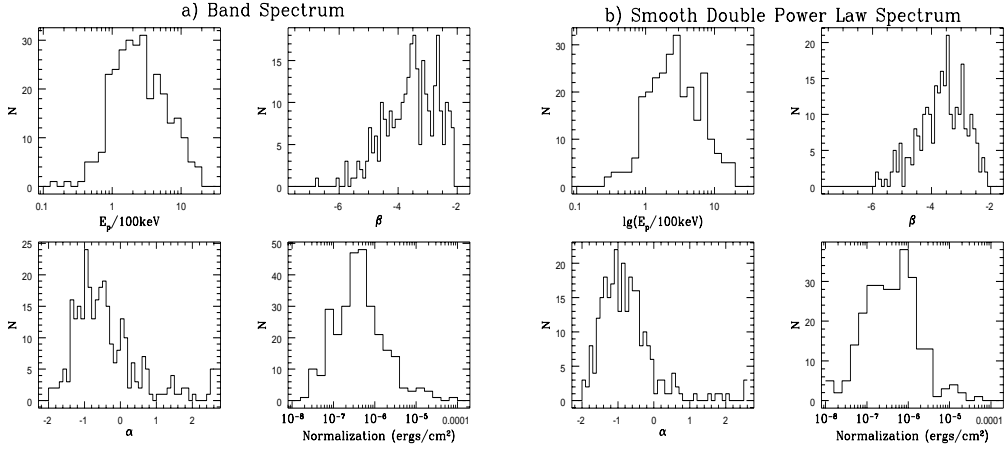 a) Band Spectrum
b) Smooth Double Power Law Spectrum
N
30
20
10
0
0.1 1 10
E_p/100keV
N
15
10
5
0
-6 -4 -2
β
N
30
20
10
0
0.1 1 10
lg(E_p/100keV)
N
20
15
10
5
0
-6 -4 -2
β
N
25
20
15
10
5
0
-2 -1 0 1 2
α
N
50
40
30
20
10
0
10⁻⁸ 10⁻⁷ 10⁻⁶ 10⁻⁵ 0.0001
Normalization (ergs/cm²)
N
20
15
10
5
0
-2 -1 0 1 2
α
N
40
30
20
10
0
10⁻⁸ 10⁻⁷ 10⁻⁶ 10⁻⁵ 0.0001
Normalization (ergs/cm²)